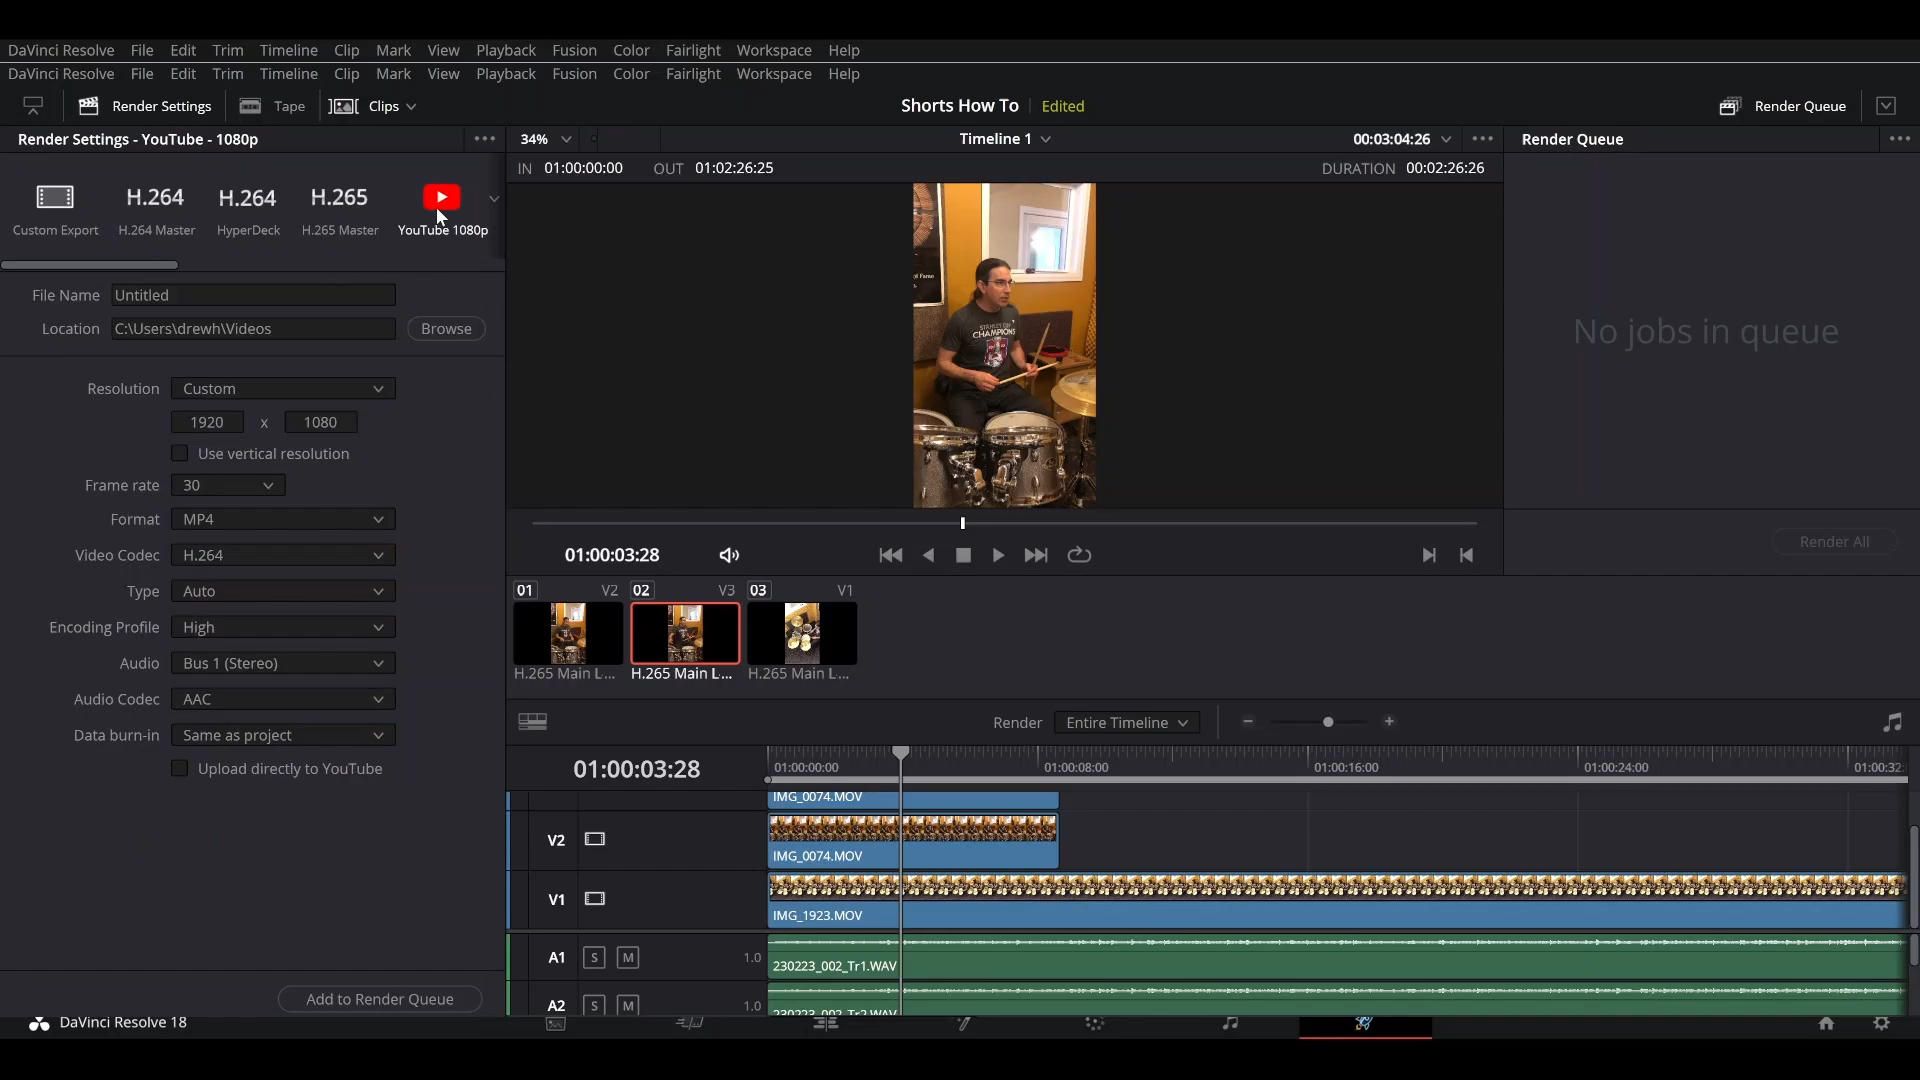 DaVinci Resolve File Edit Trim Timeline Clip Mark View Playback Fusion Color Fairlight Workspace Help
DaVinci Resolve File Edit Trim Timeline Clip Mark View Playback Fusion Color Fairlight Workspace Help
Render Settings Tape Clips Shorts How To Edited Render Queue
Render Settings - YouTube - 1080p
34% Timeline 1 00:03:04:26
Render Queue
IN 01:00:00:00 OUT 01:02:26:25 DURATION 00:02:26:26
H.264 H.264 H.265
Custom Export H.264 Master HyperDeck H.265 Master YouTube 1080p
File Name Untitled
Location C:\Users\drewh\Videos Browse
Resolution Custom
1920 x 1080
Use vertical resolution
Frame rate 30
Format MP4
Video Codec H.264
Type Auto
Encoding Profile High
Audio Bus 1 (Stereo)
Audio Codec AAC
Data burn-in Same as project
Upload directly to YouTube
Add to Render Queue
of Fame
STANLEY CUP
CHAMPIONS
No jobs in queue
Render All
01:00:03:28
01 V2 02 V3 03 V1
H.265 Main L... H.265 Main L... H.265 Main L...
Render Entire Timeline
01:00:03:28
01:00:00:00 01:00:08:00 01:00:16:00 01:00:24:00 01:00:32:
IMG_0074.MOV
V2
IMG_0074.MOV
V1
IMG_1923.MOV
A1 S M 1.0
230223_002_Tr1.WAV
A2 S M 1.0
230223_002_Tr2.WAV
DaVinci Resolve 18